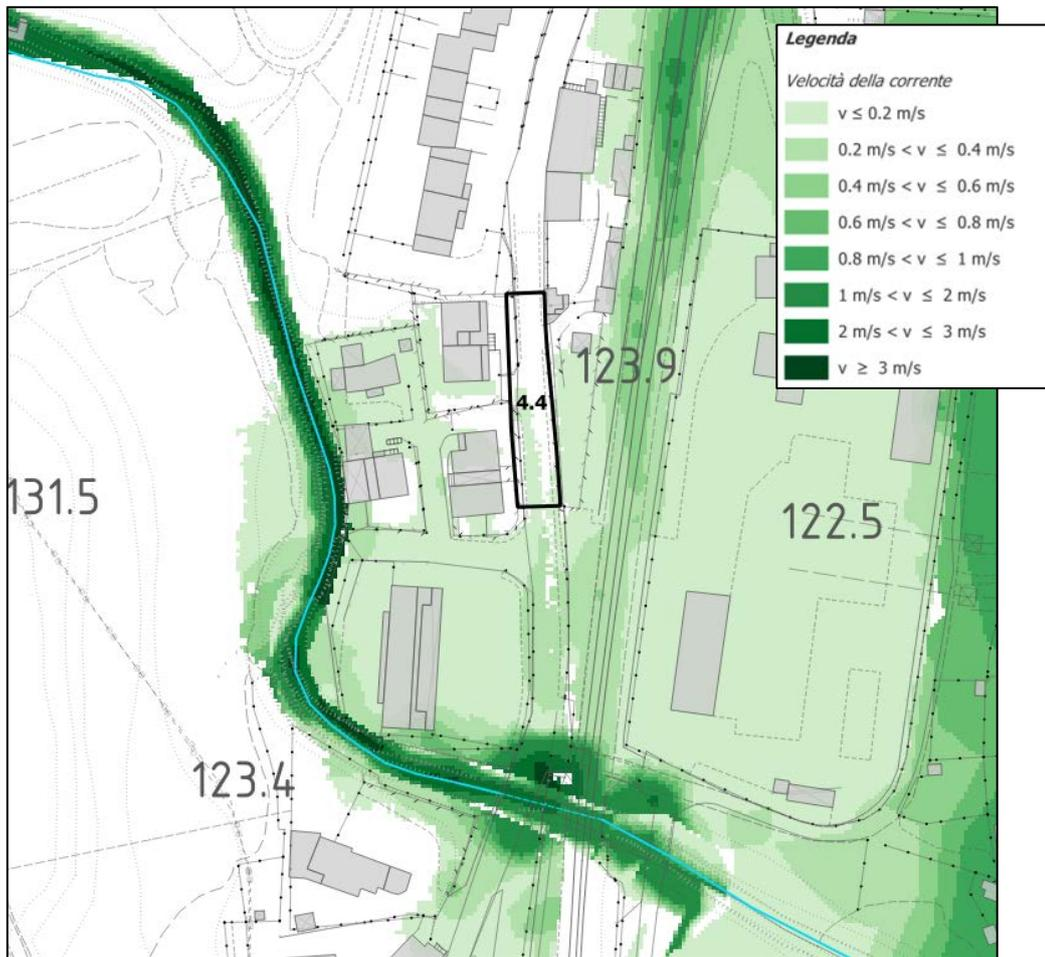 Legenda
Velocità della corrente
v ≤ 0.2 m/s
0.2 m/s < v ≤ 0.4 m/s
0.4 m/s < v ≤ 0.6 m/s
0.6 m/s < v ≤ 0.8 m/s
0.8 m/s < v ≤ 1 m/s
1 m/s < v ≤ 2 m/s
2 m/s < v ≤ 3 m/s
v ≥ 3 m/s
123.9
4.4
131.5
122.5
123.4